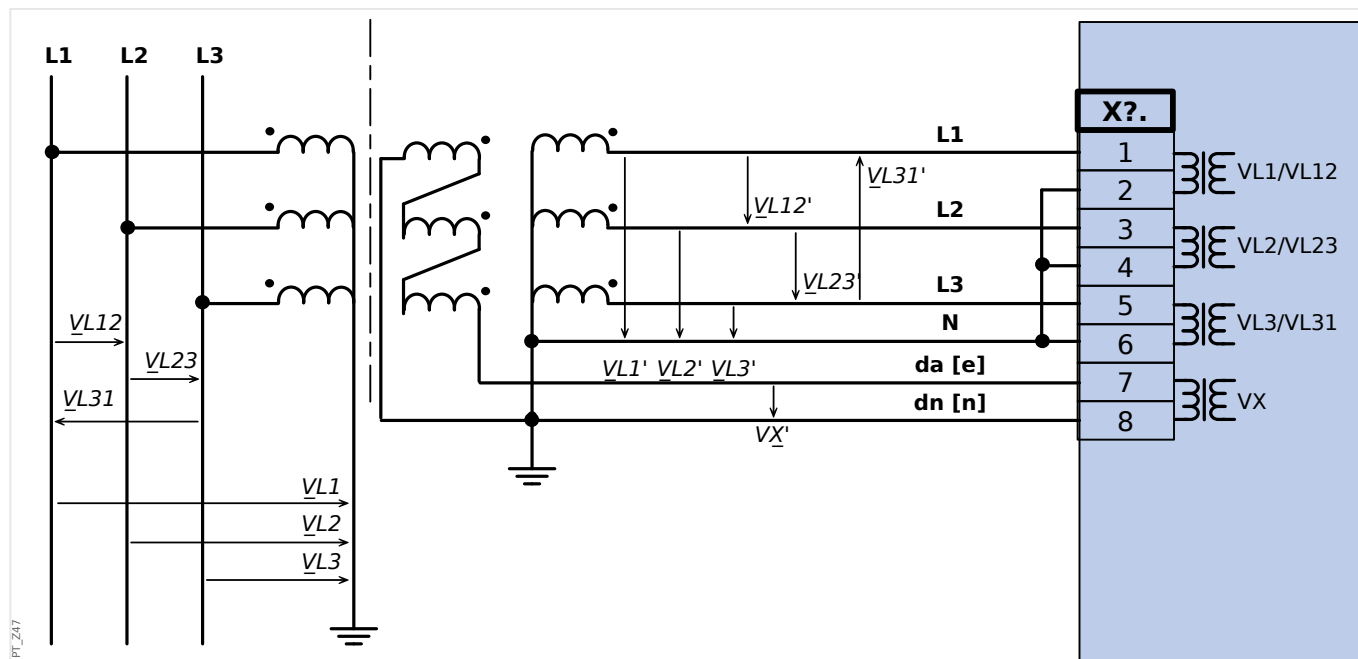 L1 L2 L3
X?.
L1
1
VL1/VL12
VL31'
2
VL12'
L2
3
VL2/VL23
4
VL23'
L3
5
VL3/VL31
N
6
VL12
VL23
VL1' VL2' VL3'
da [e]
7
VL31
dn [n]
8
VX
VX'
VL1
VL2
VL3
PT_Z47